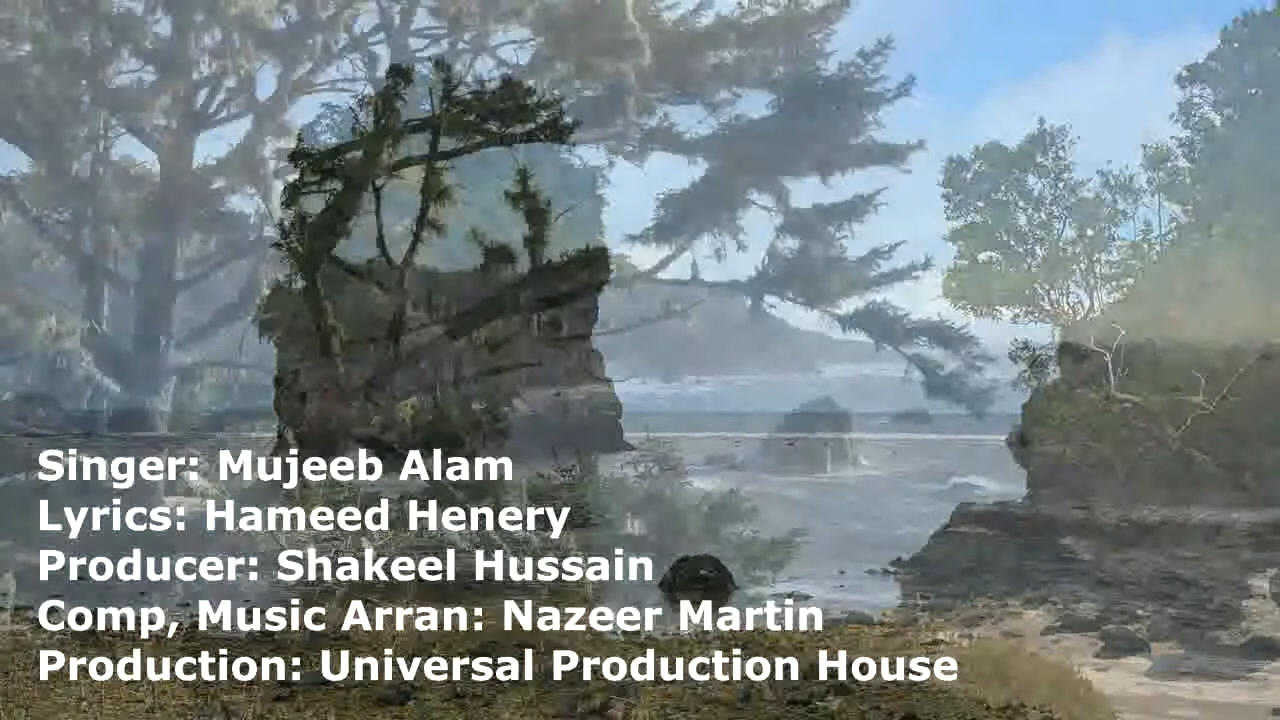 Singer: Mujeeb Alam
Lyrics: Hameed Henery
Producer: Shakeel Hussain
Comp, Music Arran: Nazeer Martin
Production: Universal Production House